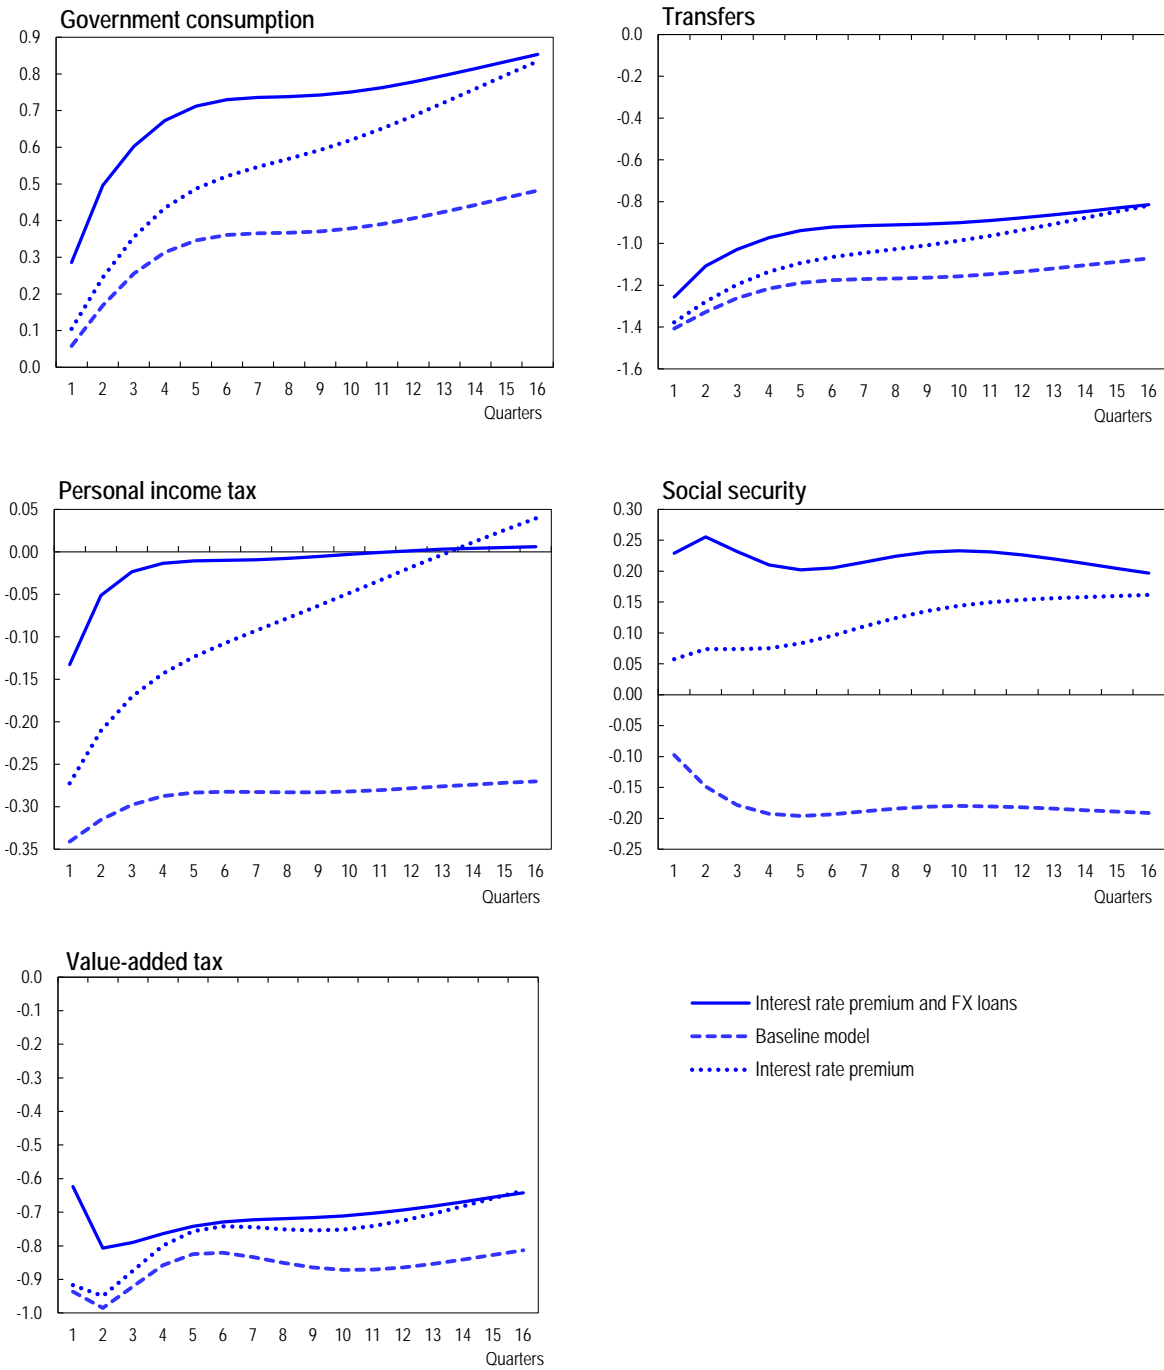 Government consumption
0.9
0.8
0.7
0.6
0.5
0.4
0.3
0.2
0.1
0.0
1 2 3 4 5 6 7 8 9 10 11 12 13 14 15 16
Quarters
Transfers
0.0
-0.2
-0.4
-0.6
-0.8
-1.0
-1.2
-1.4
-1.6
1 2 3 4 5 6 7 8 9 10 11 12 13 14 15 16
Quarters
Personal income tax
0.05
0.00
-0.05
-0.10
-0.15
-0.20
-0.25
-0.30
-0.35
1 2 3 4 5 6 7 8 9 10 11 12 13 14 15 16
Quarters
Social security
0.30
0.25
0.20
0.15
0.10
0.05
0.00
-0.05
-0.10
-0.15
-0.20
-0.25
1 2 3 4 5 6 7 8 9 10 11 12 13 14 15 16
Quarters
Value-added tax
0.0
-0.1
-0.2
-0.3
-0.4
-0.5
-0.6
-0.7
-0.8
-0.9
-1.0
1 2 3 4 5 6 7 8 9 10 11 12 13 14 15 16
Quarters
Interest rate premium and FX loans
Baseline model
Interest rate premium